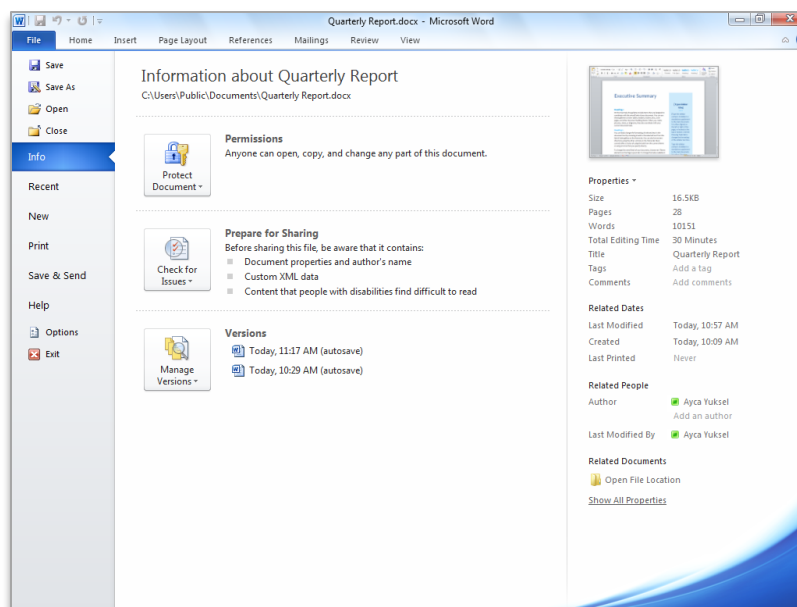 Quarterly Report.docx - Microsoft Word
File Home Insert Page Layout References Mailings Review View
Save
Save As
Open
Close
Info
Recent
New
Print
Save & Send
Help
Options
Exit
Information about Quarterly Report
C:\Users\Public\Documents\Quarterly Report.docx
Protect
Document
Permissions
Anyone can open, copy, and change any part of this document.
Check for
Issues
Prepare for Sharing
Before sharing this file, be aware that it contains:
Document properties and author's name
Custom XML data
Content that people with disabilities find difficult to read
Manage
Versions
Versions
Today, 11:17 AM (autosave)
Today, 10:29 AM (autosave)
Executive Summary
Properties
Size 16.5KB
Pages 28
Words 10151
Total Editing Time 30 Minutes
Title Quarterly Report
Tags Add a tag
Comments Add comments
Related Dates
Last Modified Today, 10:57 AM
Created Today, 10:09 AM
Last Printed Never
Related People
Author Ayca Yuksel
Add an author
Last Modified By Ayca Yuksel
Related Documents
Open File Location
Show All Properties